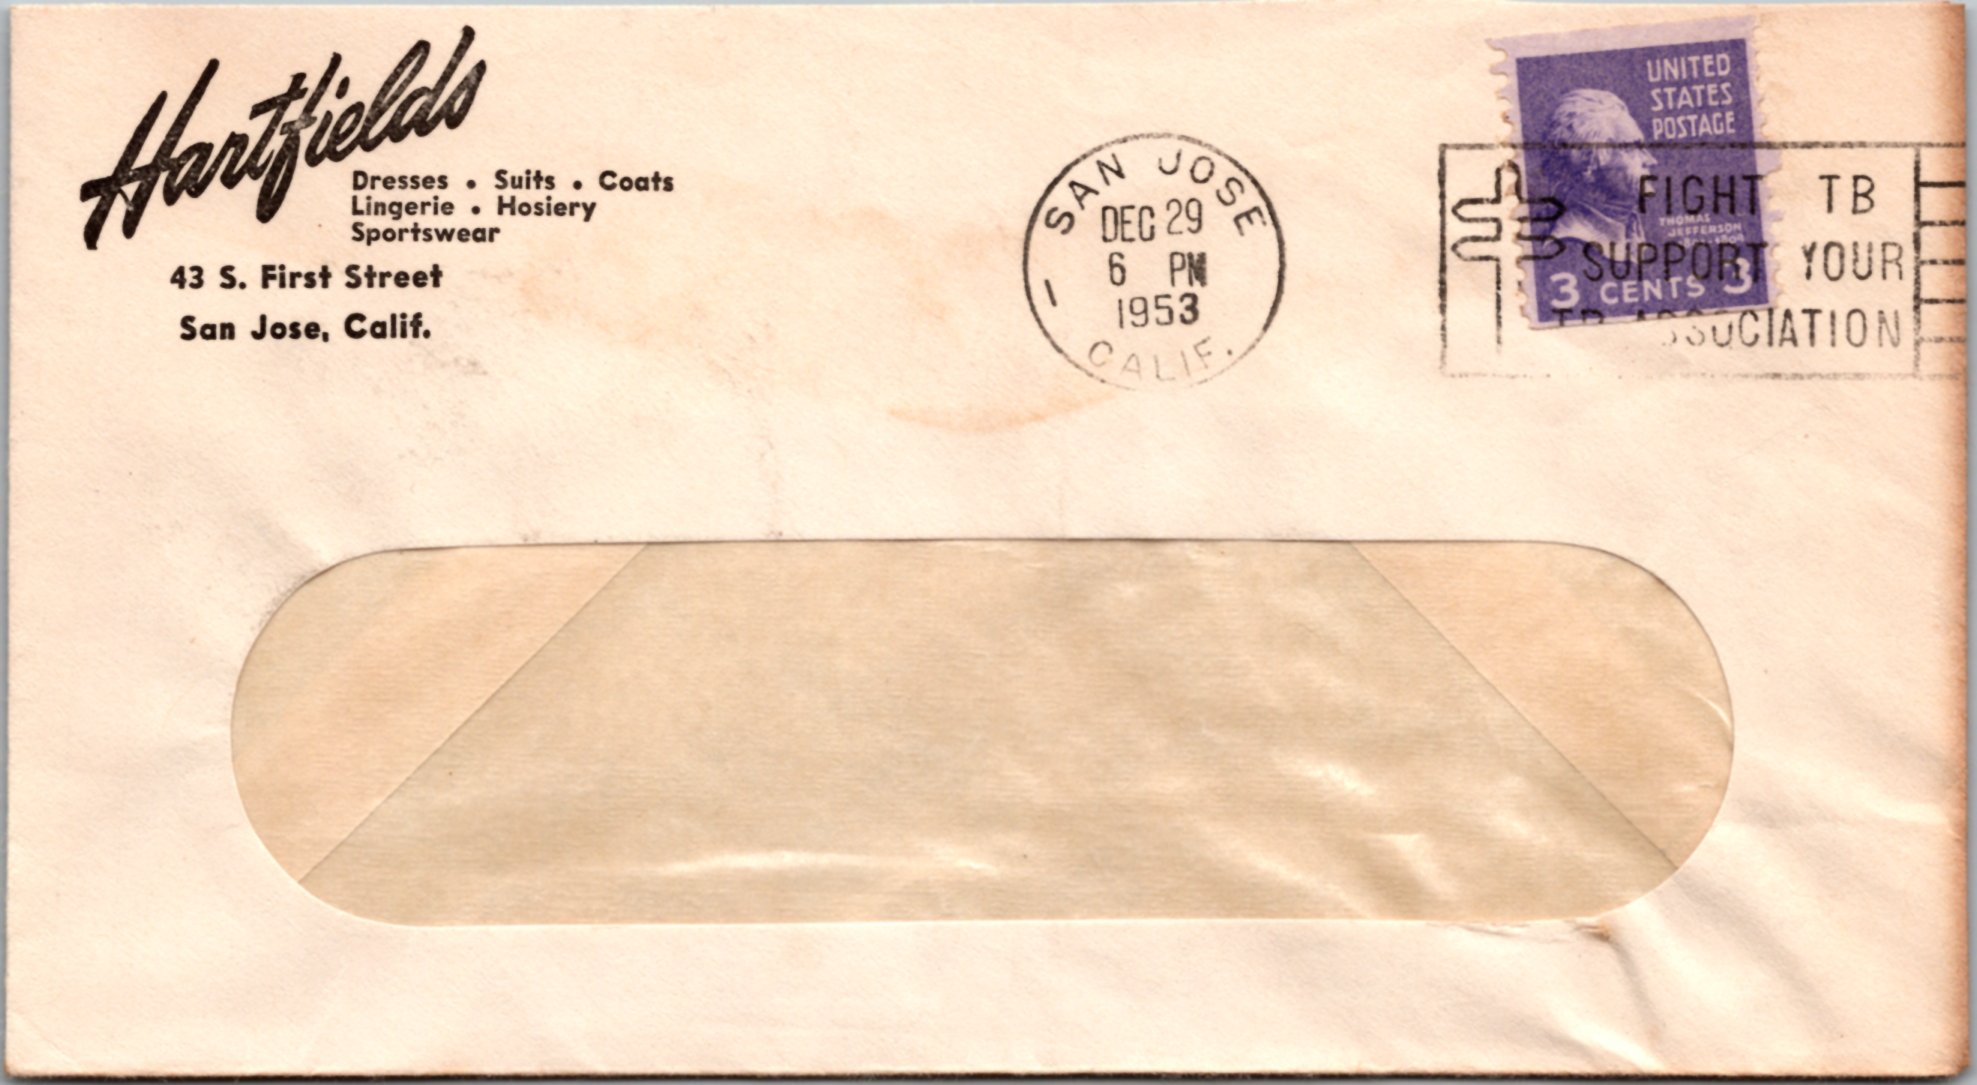 Hartfields
Dresses • Suits • Coats
Lingerie • Hosiery
Sportswear
43 S. First Street
San Jose, Calif.
SAN JOSE
DEC 29
6 PM
1953
CALIF.
UNITED
STATES
POSTAGE
THOMAS
JEFFERSON
3 CENTS 3
FIGHT TB
SUPPORT YOUR
TB ASSOCIATION